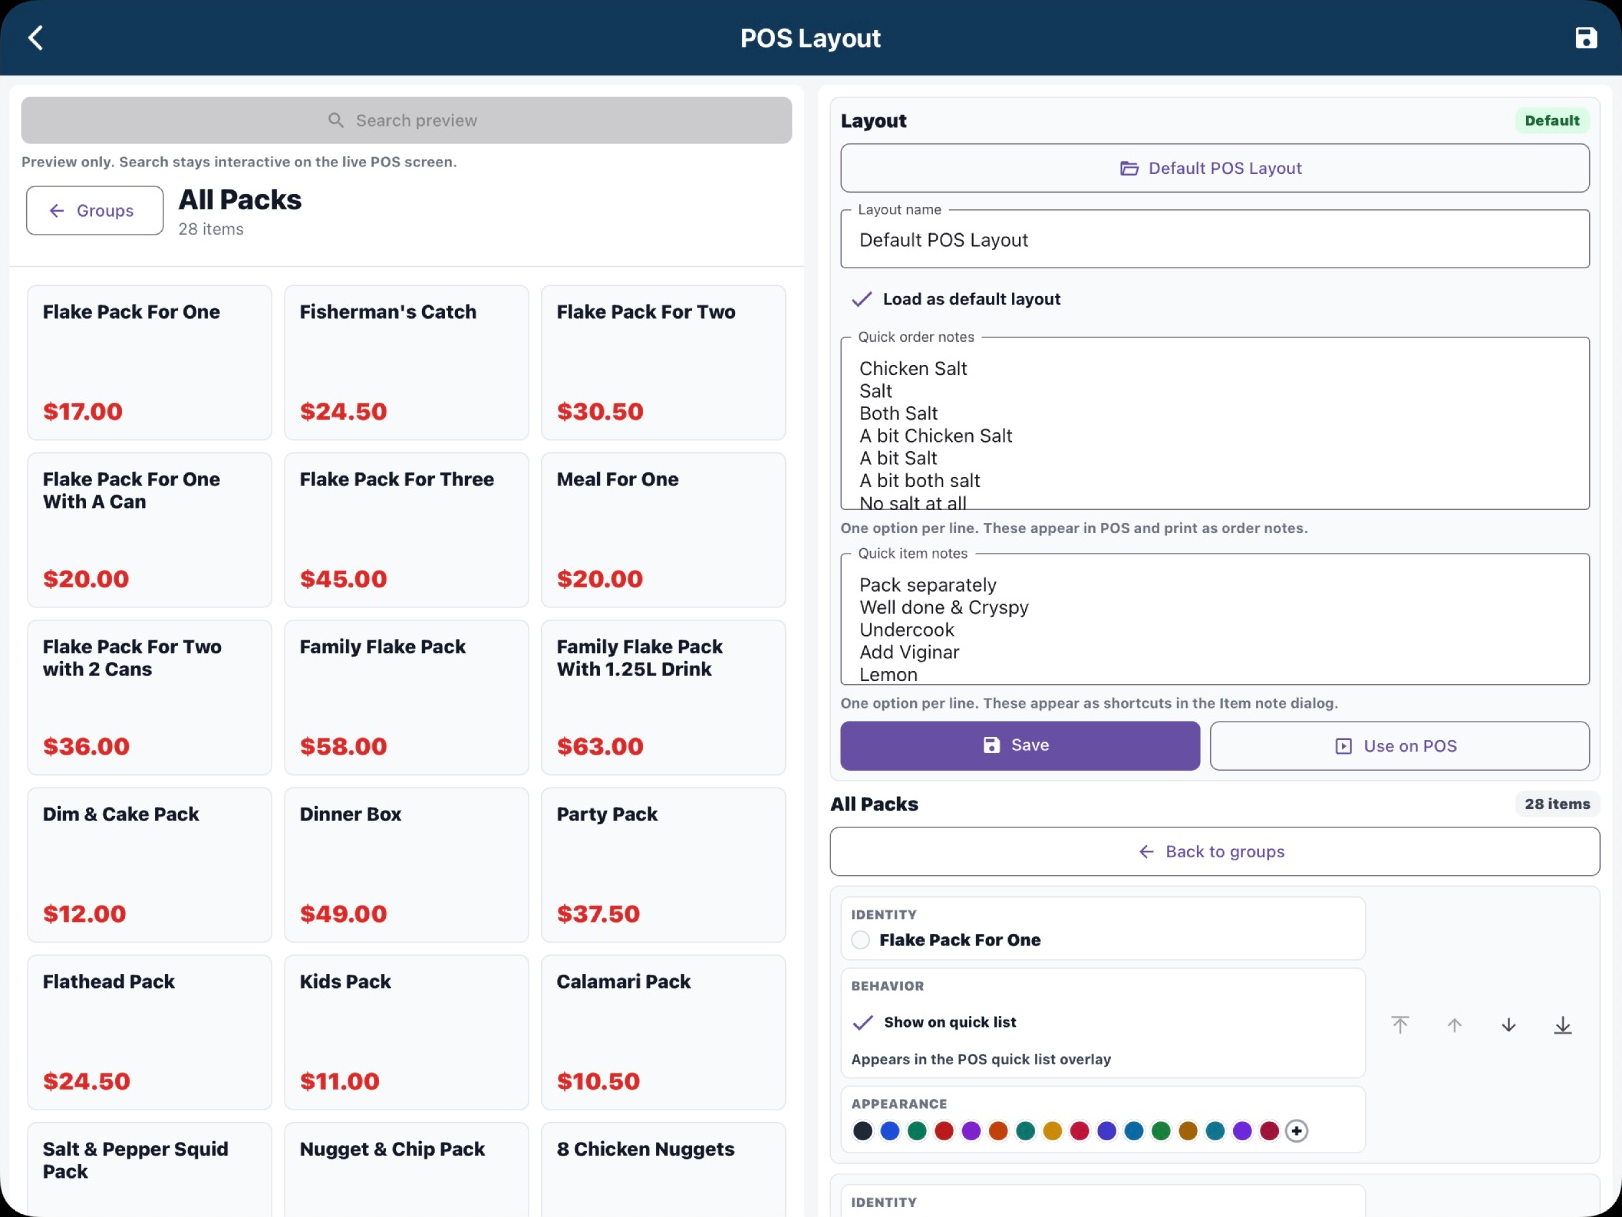 POS Layout
Search preview
Preview only. Search stays interactive on the live POS screen.
Groups
All Packs
28 items
Flake Pack For One
$17.00
Fisherman's Catch
$24.50
Flake Pack For Two
$30.50
Flake Pack For One
With A Can
$20.00
Flake Pack For Three
$45.00
Meal For One
$20.00
Flake Pack For Two
with 2 Cans
$36.00
Family Flake Pack
$58.00
Family Flake Pack
With 1.25L Drink
$63.00
Dim & Cake Pack
$12.00
Dinner Box
$49.00
Party Pack
$37.50
Flathead Pack
$24.50
Kids Pack
$11.00
Calamari Pack
$10.50
Salt & Pepper Squid
Pack
Nugget & Chip Pack
8 Chicken Nuggets
Layout
Default
Default POS Layout
Layout name
Default POS Layout
Load as default layout
Quick order notes
Chicken Salt
Salt
Both Salt
A bit Chicken Salt
A bit Salt
A bit both salt
No salt at all
One option per line. These appear in POS and print as order notes.
Quick item notes
Pack separately
Well done & Cryspy
Undercook
Add Viginar
Lemon
One option per line. These appear as shortcuts in the Item note dialog.
Save
Use on POS
All Packs
28 items
Back to groups
IDENTITY
Flake Pack For One
BEHAVIOR
Show on quick list
Appears in the POS quick list overlay
APPEARANCE
IDENTITY